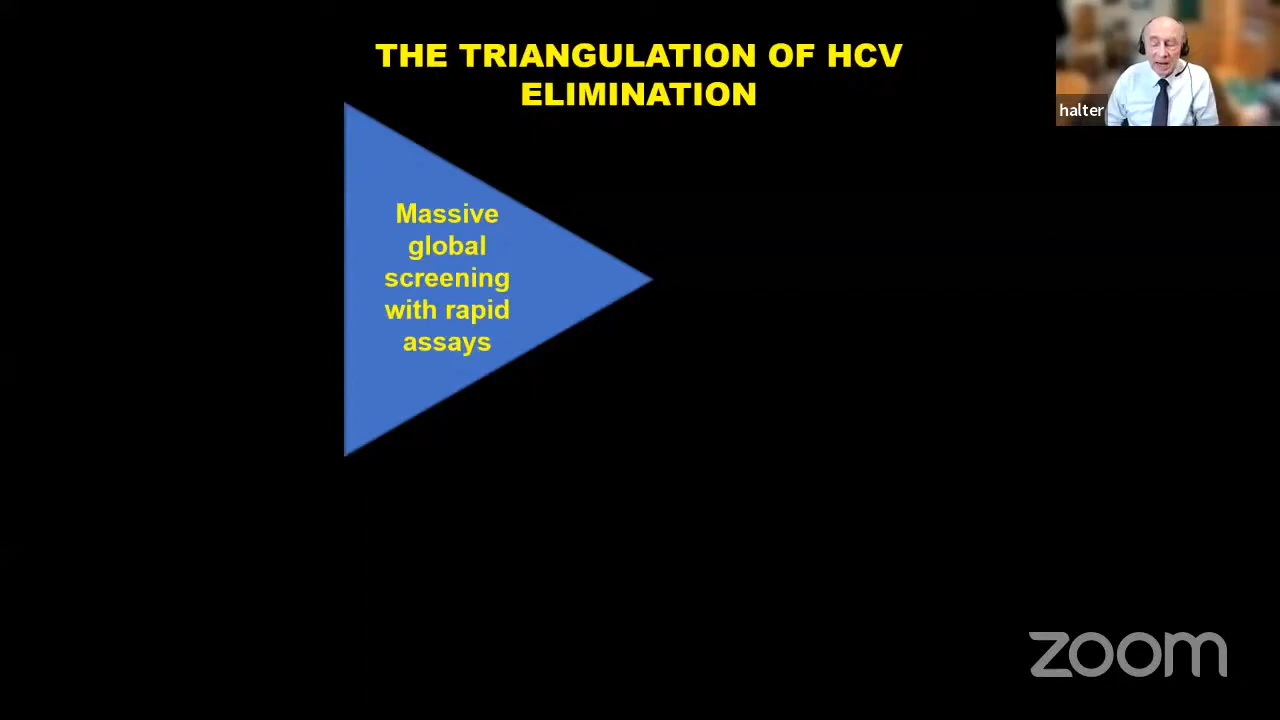 THE TRIANGULATION OF HCV
ELIMINATION
halter
Massive
global
screening
with rapid
assays
zoom